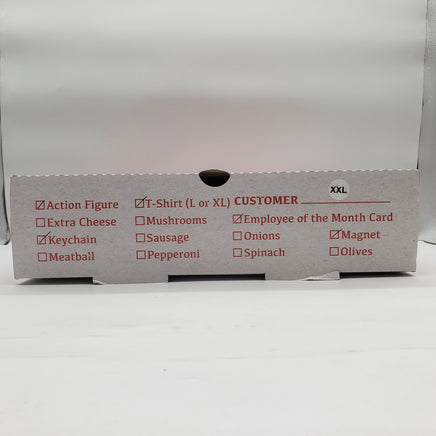 XXL
Action Figure T-Shirt (L or XL) CUSTOMER
Extra Cheese Mushrooms Employee of the Month Card
Keychain Sausage Onions Magnet
Meatball Pepperoni Spinach Olives